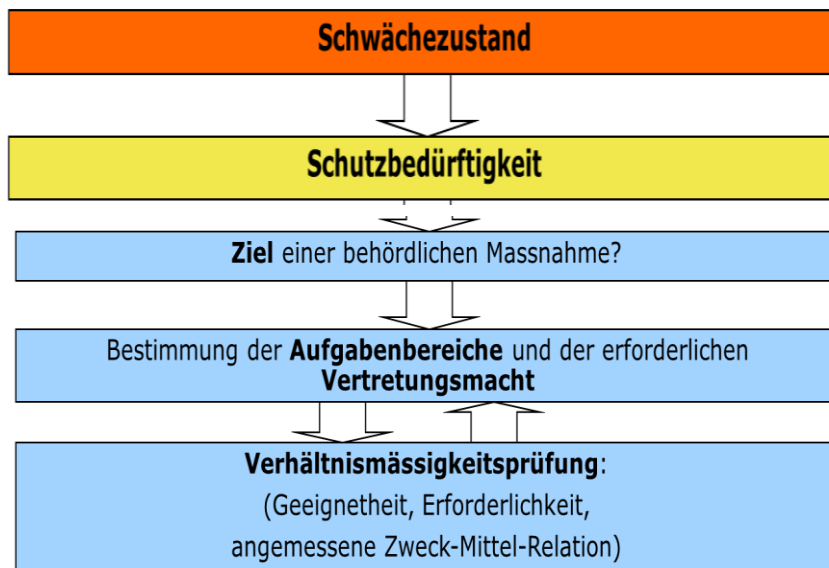 Schwächezustand
Schutzbedürftigkeit
Ziel einer behördlichen Massnahme?
Bestimmung der Aufgabenbereiche und der erforderlichen
Vertretungsmacht
Verhältnismässigkeitsprüfung:
(Geeignetheit, Erforderlichkeit,
angemessene Zweck-Mittel-Relation)